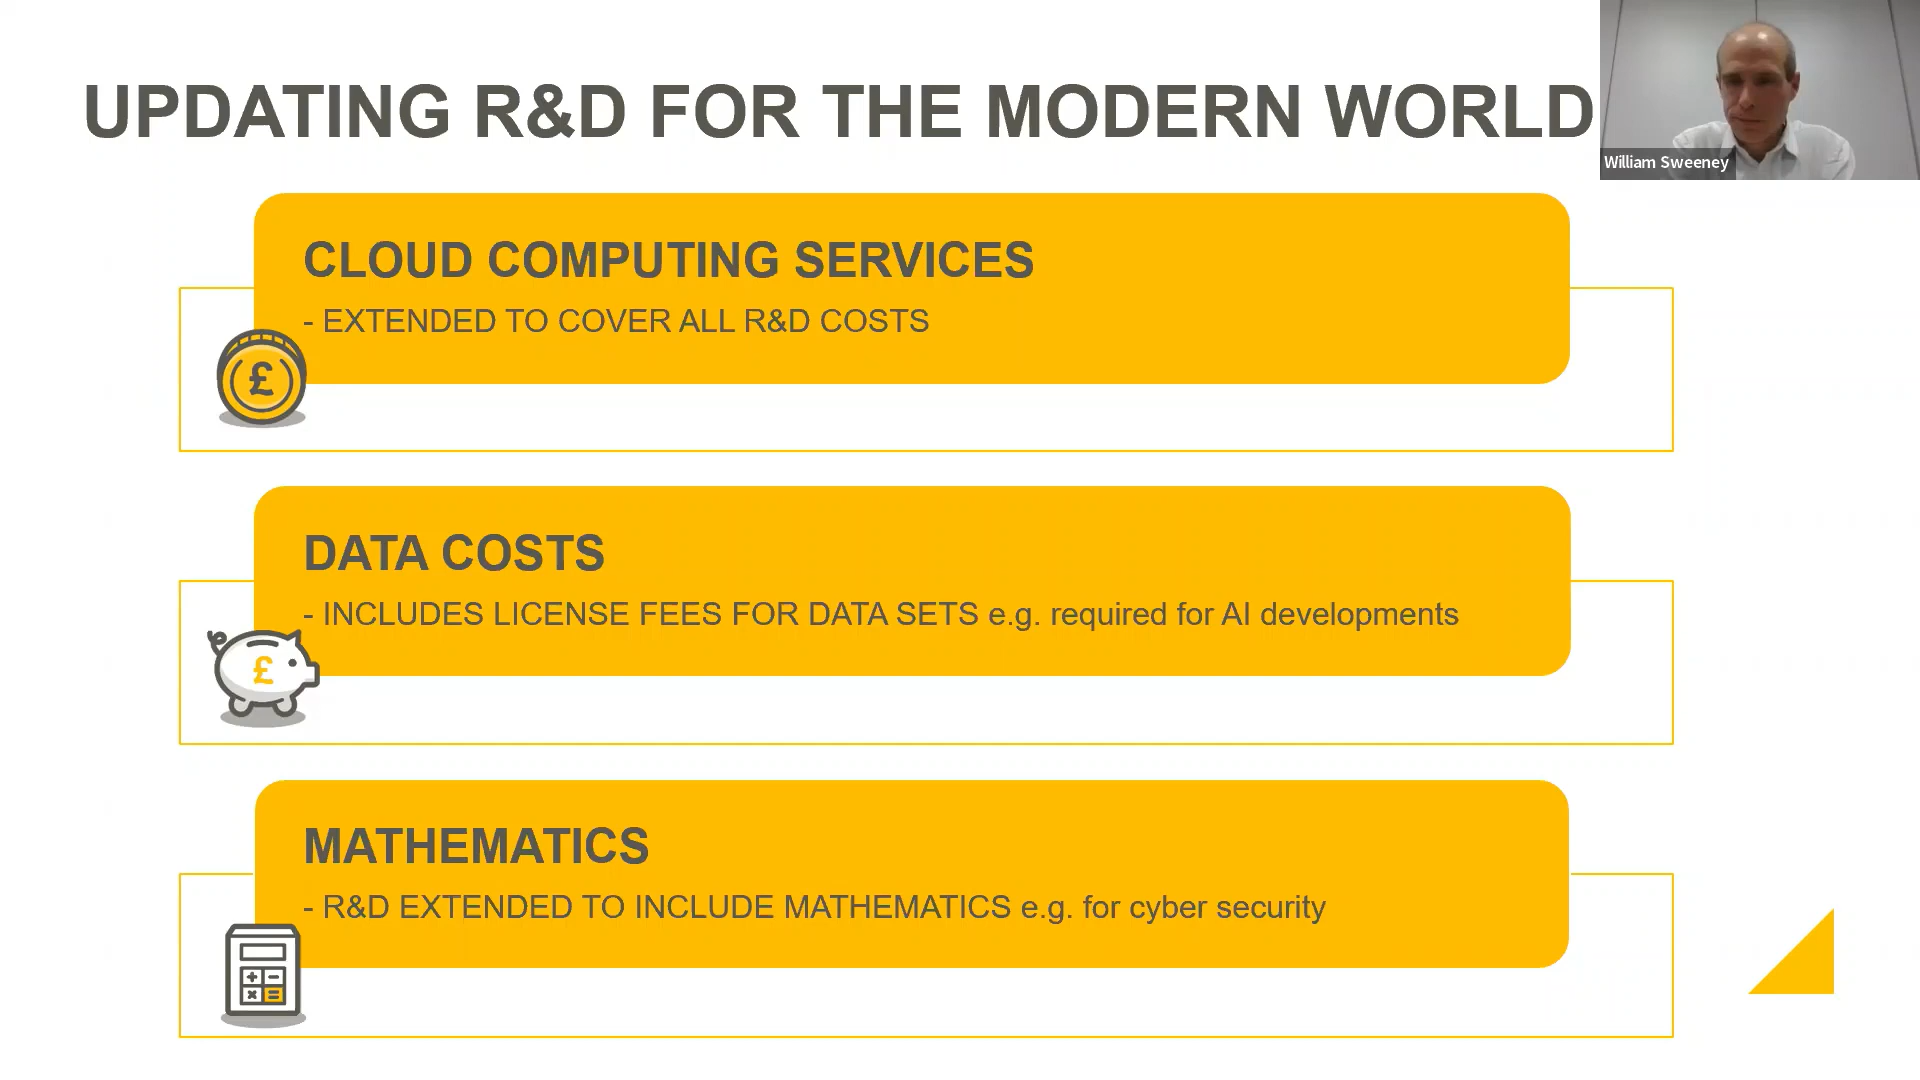 UPDATING R&D FOR THE MODERN WORLD
William Sweeney
CLOUD COMPUTING SERVICES
- EXTENDED TO COVER ALL R&D COSTS
£
DATA COSTS
- INCLUDES LICENSE FEES FOR DATA SETS e.g. required for AI developments
£
MATHEMATICS
- R&D EXTENDED TO INCLUDE MATHEMATICS e.g. for cyber security
+ -
× =